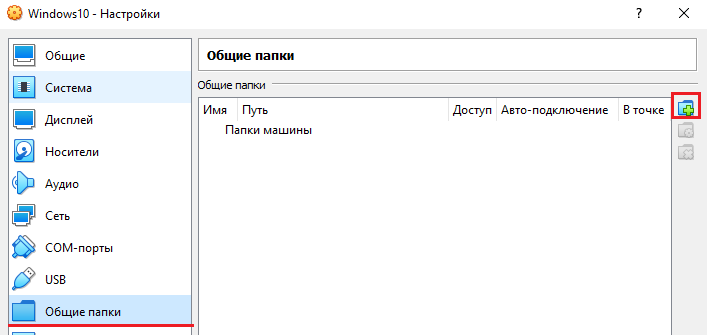 Windows10 - Настройки ?
Общие
Система
Дисплей
Носители
Аудио
Сеть
COM-порты
USB
Общие папки
Общие папки
Общие папки
Имя Путь Доступ Авто-подключение В точке
Папки машины